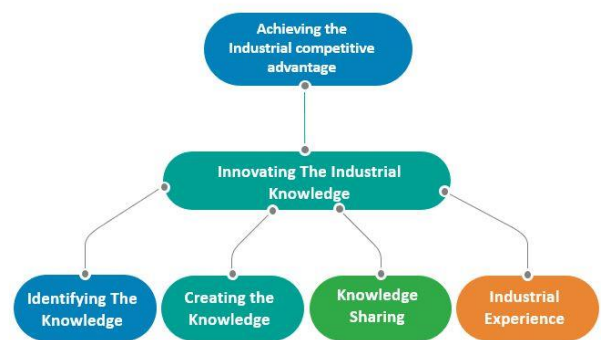 Achieving the
Industrial competitive
advantage
Innovating The Industrial
Knowledge
Identifying The
Knowledge
Creating the
Knowledge
Knowledge
Sharing
Industrial
Experience